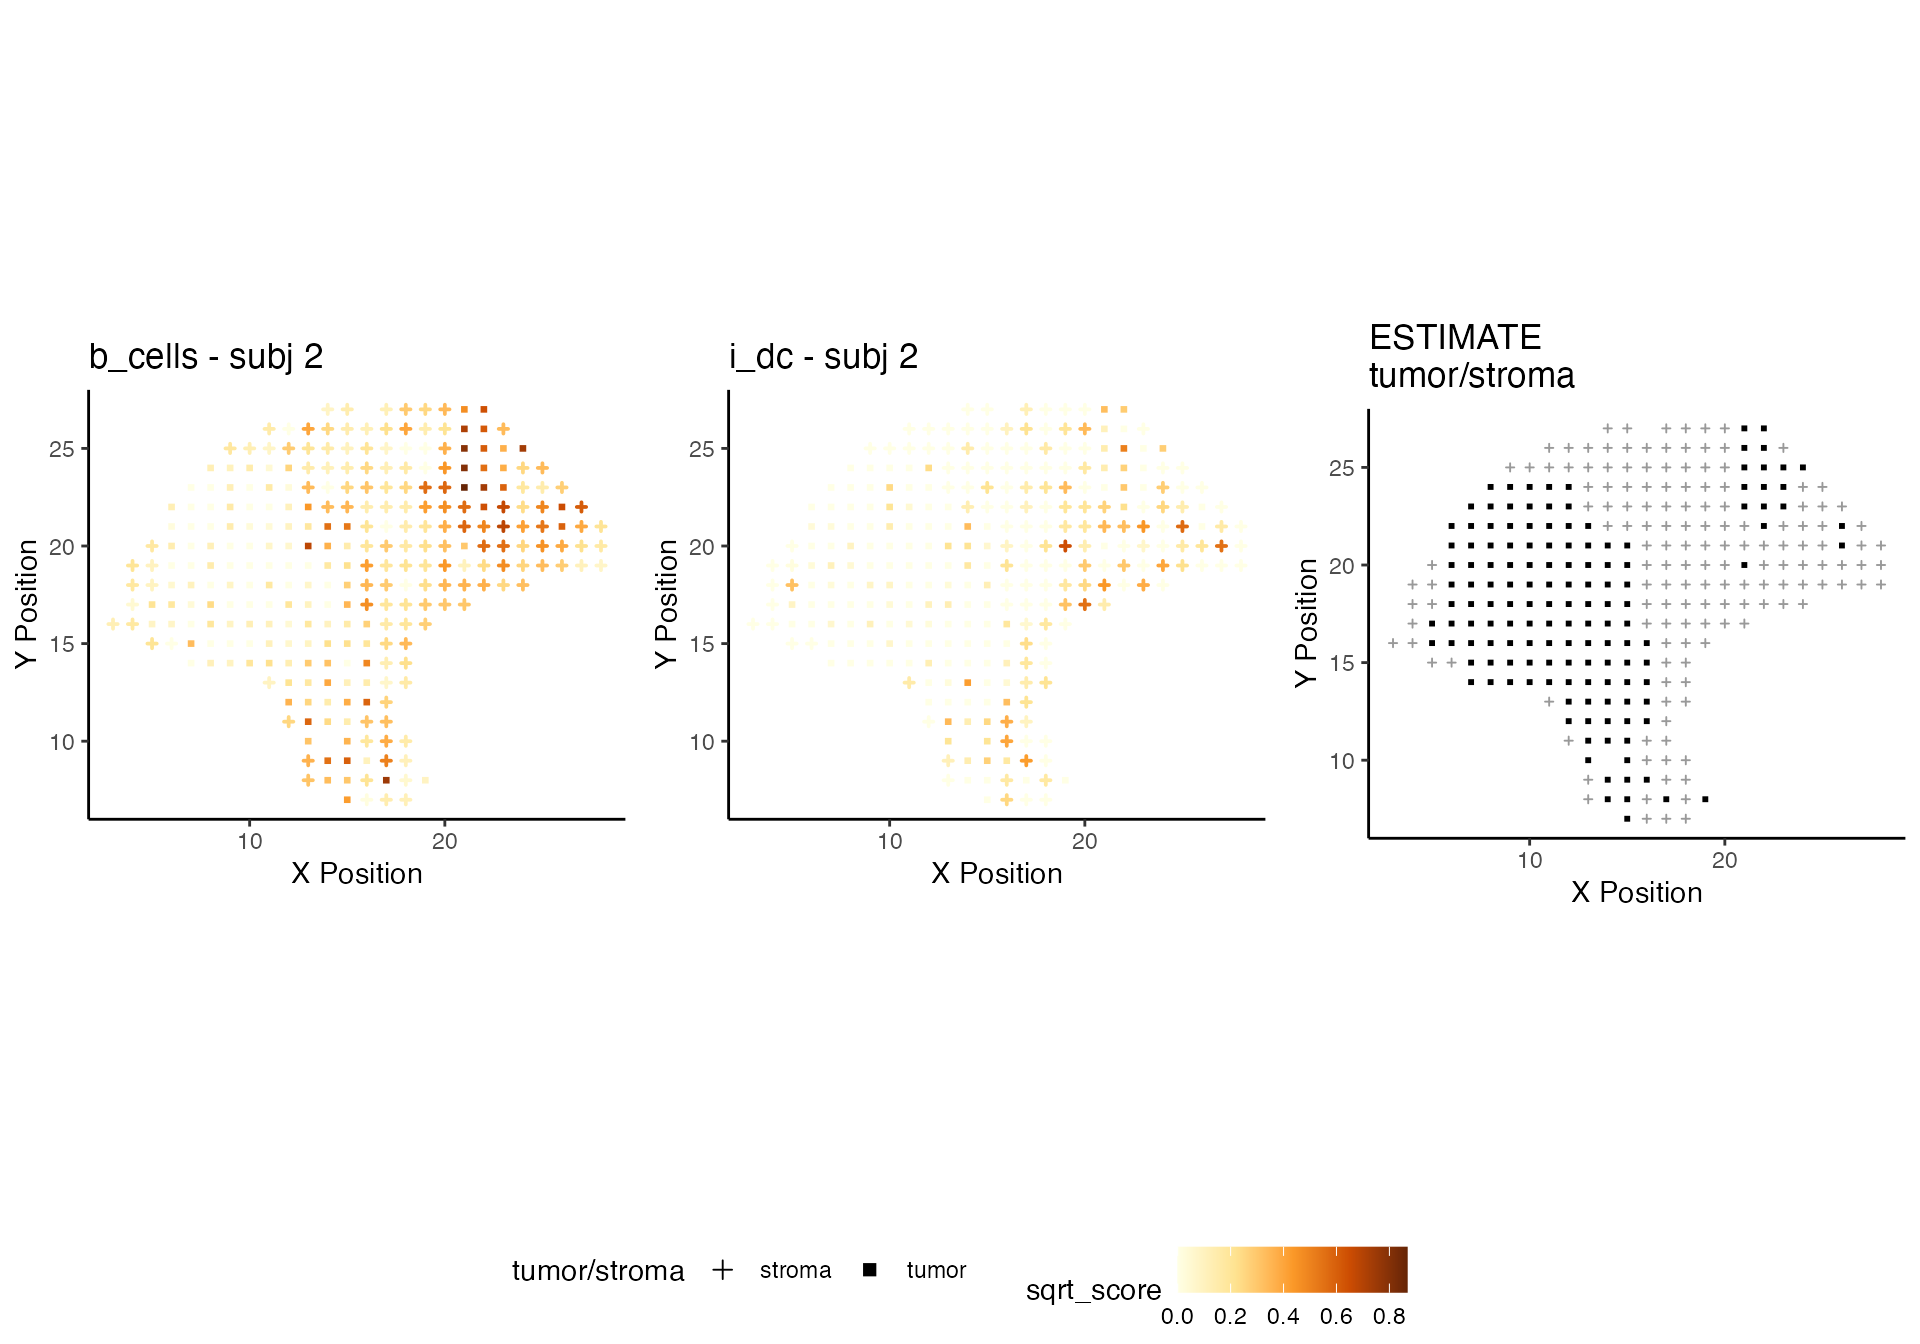 b_cells - subj 2
25
20
15
10
10
20
X Position
Y Position
i_dc - subj 2
25
20
15
10
10
20
X Position
Y Position
ESTIMATE
tumor/stroma
25
20
15
10
10
20
X Position
Y Position
tumor/stroma
stroma
tumor
sqrt_score
0.0 0.2 0.4 0.6 0.8